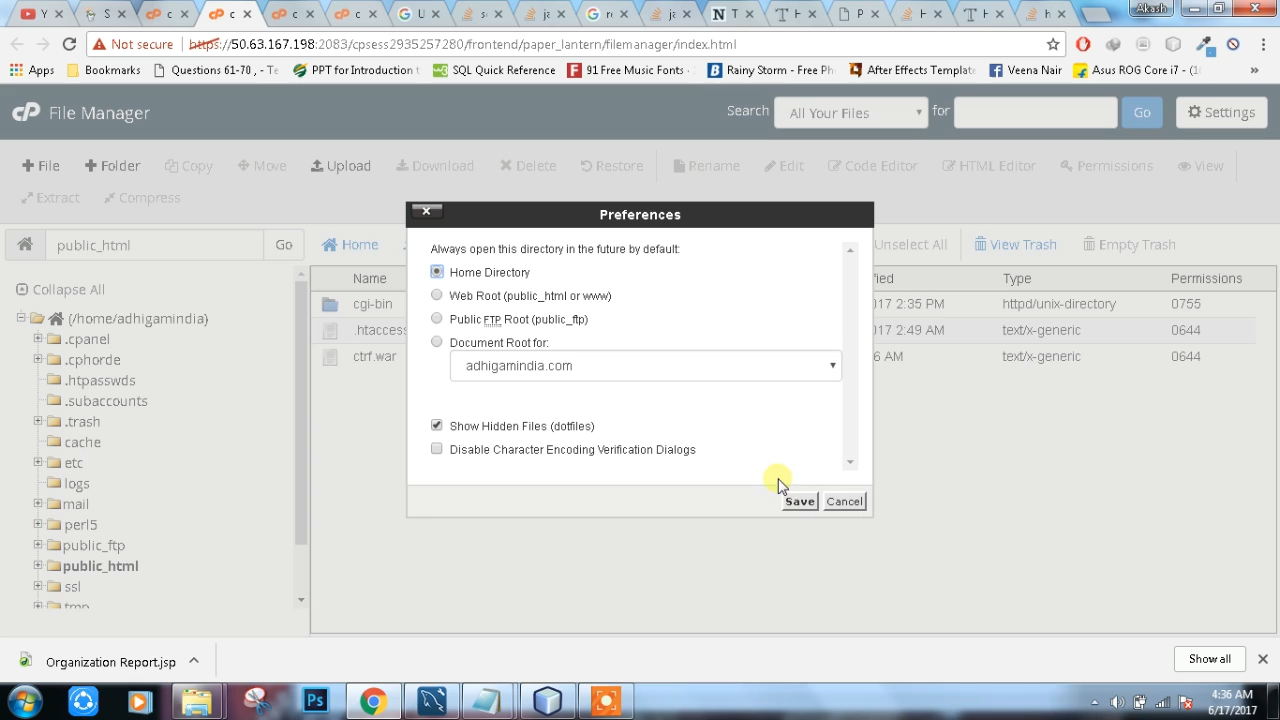 Akash
Not secure https://50.63.167.198:2083/cpsess2935257280/frontend/paper_lantern/filemanager/index.html
Apps Bookmarks Questions 61-70 , - Te PPT for Introduction t SQL Quick Reference 91 Free Music Fonts Rainy Storm - Free Ph After Effects Template Veena Nair Asus ROG Core i7 - (1
cP File Manager Search All Your Files for Go Settings
+ File + Folder Copy Move Upload Download Delete Restore Rename Edit Code Editor HTML Editor Permissions View
Extract Compress
Preferences
public_html Go Home Unselect All View Trash Empty Trash
Always open this directory in the future by default:
Home Directory
Web Root (public_html or www)
Public FTP Root (public_ftp)
Document Root for:
adhigamindia.com
Show Hidden Files (dotfiles)
Disable Character Encoding Verification Dialogs
Save Cancel
Collapse All
(/home/adhigamindia)
.cpanel
.cphorde
.htpasswds
.subaccounts
.trash
cache
etc
logs
mail
perl5
public_ftp
public_html
ssl
tmp
Name ied Type Permissions
cgi-bin 017 2:35 PM httpd/unix-directory 0755
.htaccess 017 2:49 AM text/x-generic 0644
ctrf.war 6 AM text/x-generic 0644
Organization Report.jsp Show all
Ps
4:36 AM
6/17/2017